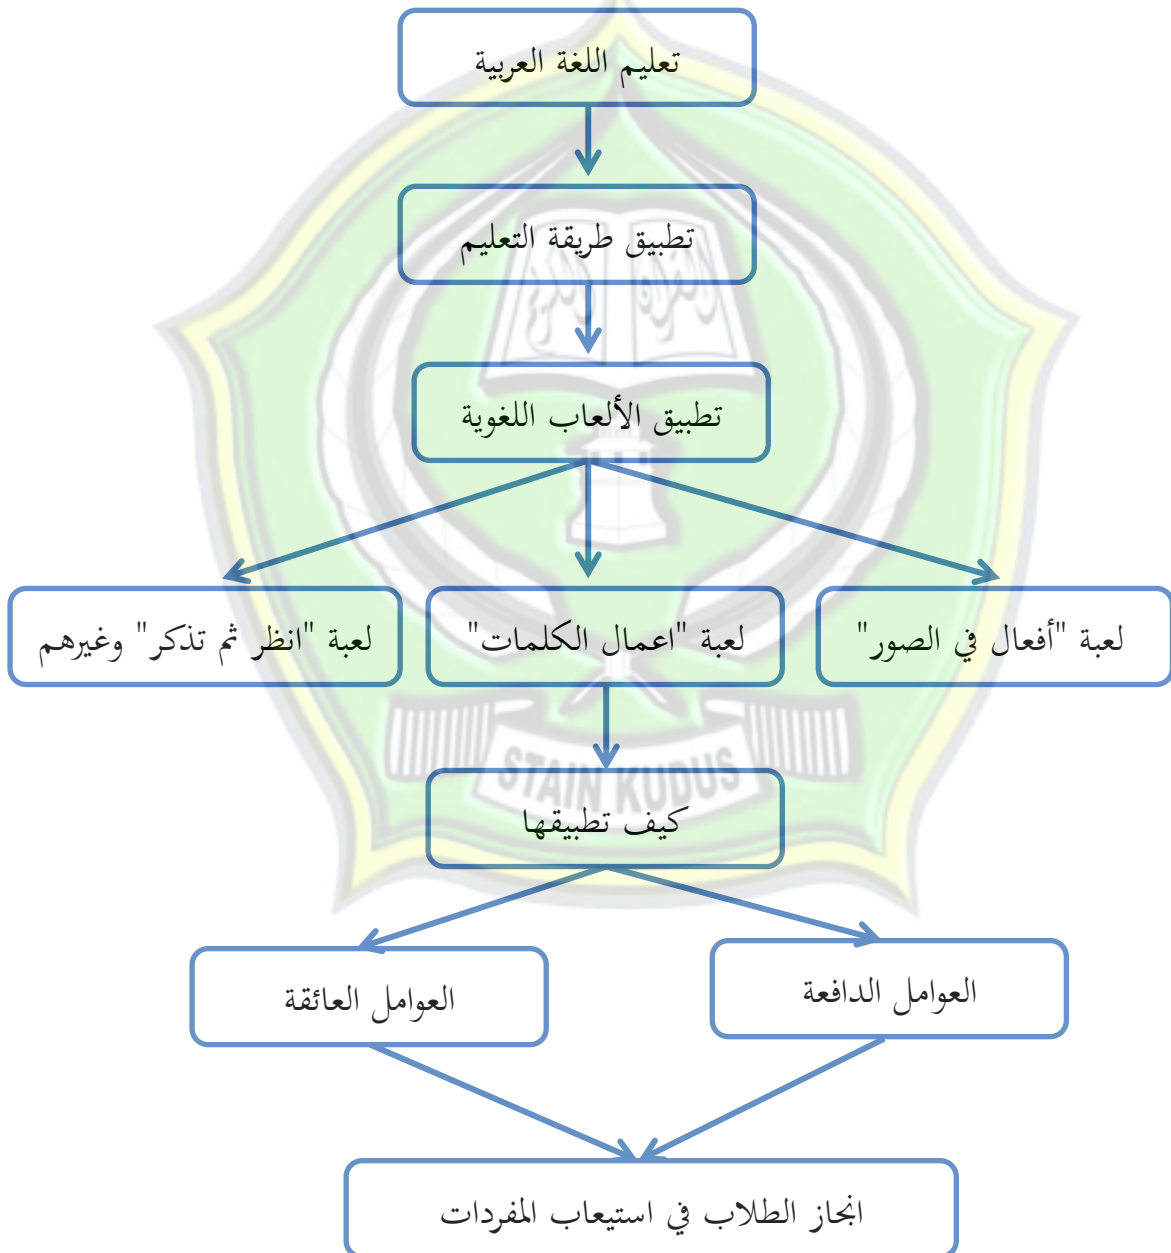 تعليم اللغة العربية
تطبيق طريقة التعليم
تطبيق الألعاب اللغوية
لعبة "أفعال في الصور"
لعبة "اعمال الكلمات"
لعبة "انظر ثم تذكر" وغيرهم
STAIN KUDUS
كيف تطبيقها
العوامل الدافعة
العوامل العائقة
انجاز الطلاب في استيعاب المفردات